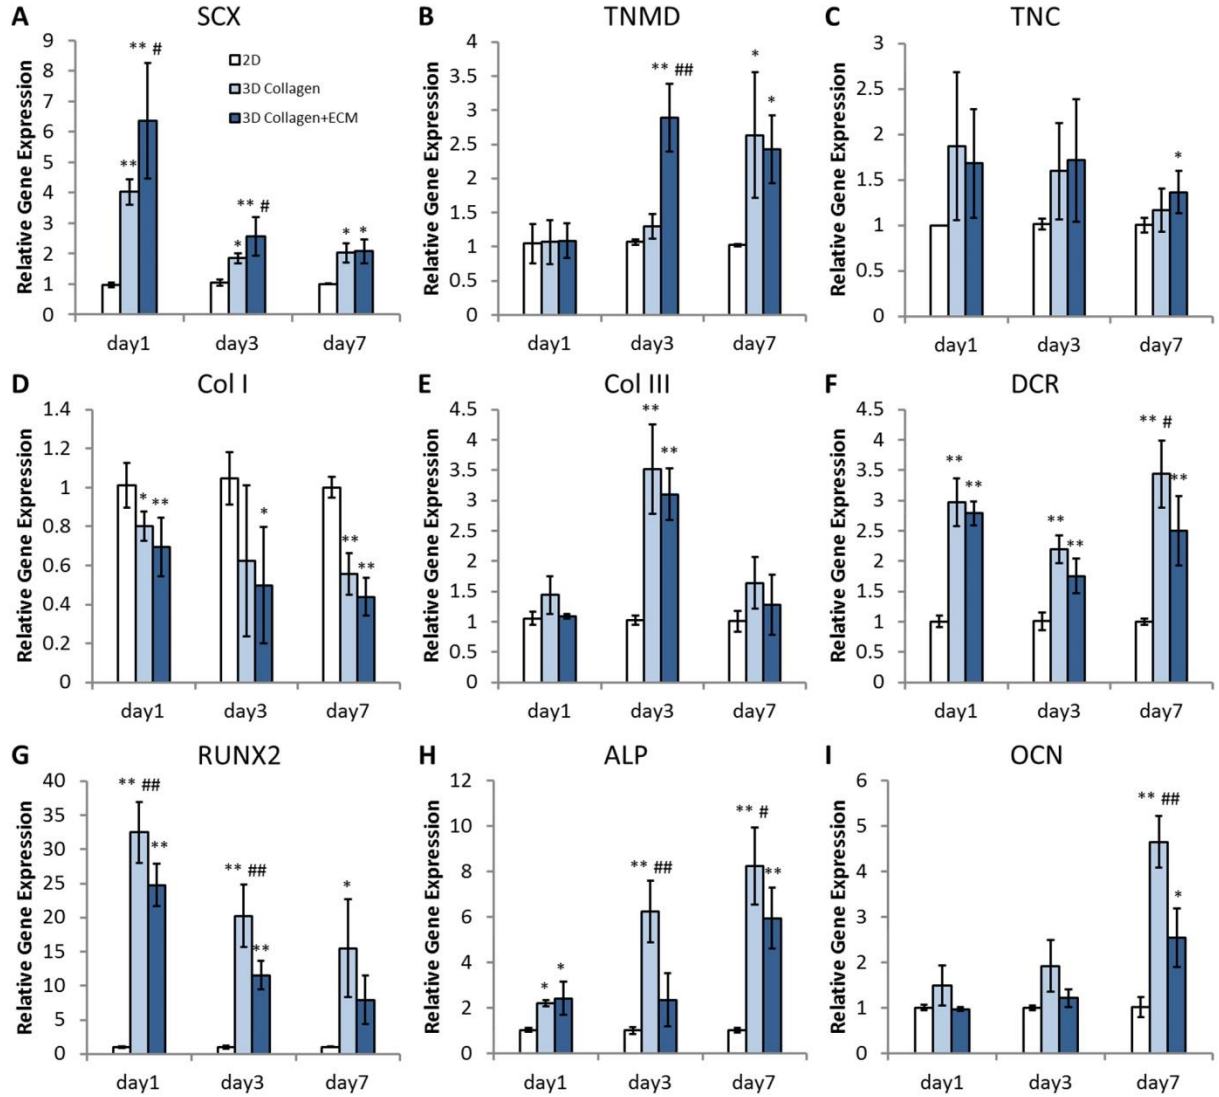 A SCX
Relative Gene Expression
9
8
7
6
5
4
3
2
1
0
2D
3D Collagen
3D Collagen+ECM
** # ** ** # * * *
day1 day3 day7
B TNMD
Relative Gene Expression
4
3.5
3
2.5
2
1.5
1
0.5
0
** ## * *
day1 day3 day7
C TNC
Relative Gene Expression
3
2.5
2
1.5
1
0.5
0
*
day1 day3 day7
D Col I
Relative Gene Expression
1.4
1.2
1
0.8
0.6
0.4
0.2
0
* ** * ** **
day1 day3 day7
E Col III
Relative Gene Expression
4.5
4
3.5
3
2.5
2
1.5
1
0.5
0
** **
day1 day3 day7
F DCR
Relative Gene Expression
4.5
4
3.5
3
2.5
2
1.5
1
0.5
0
** ** ** ** ** # **
day1 day3 day7
G RUNX2
Relative Gene Expression
40
35
30
25
20
15
10
5
0
** ## ** ** ## ** *
day1 day3 day7
H ALP
Relative Gene Expression
12
10
8
6
4
2
0
* * ** ## ** # **
day1 day3 day7
I OCN
Relative Gene Expression
6
5
4
3
2
1
0
** ## *
day1 day3 day7